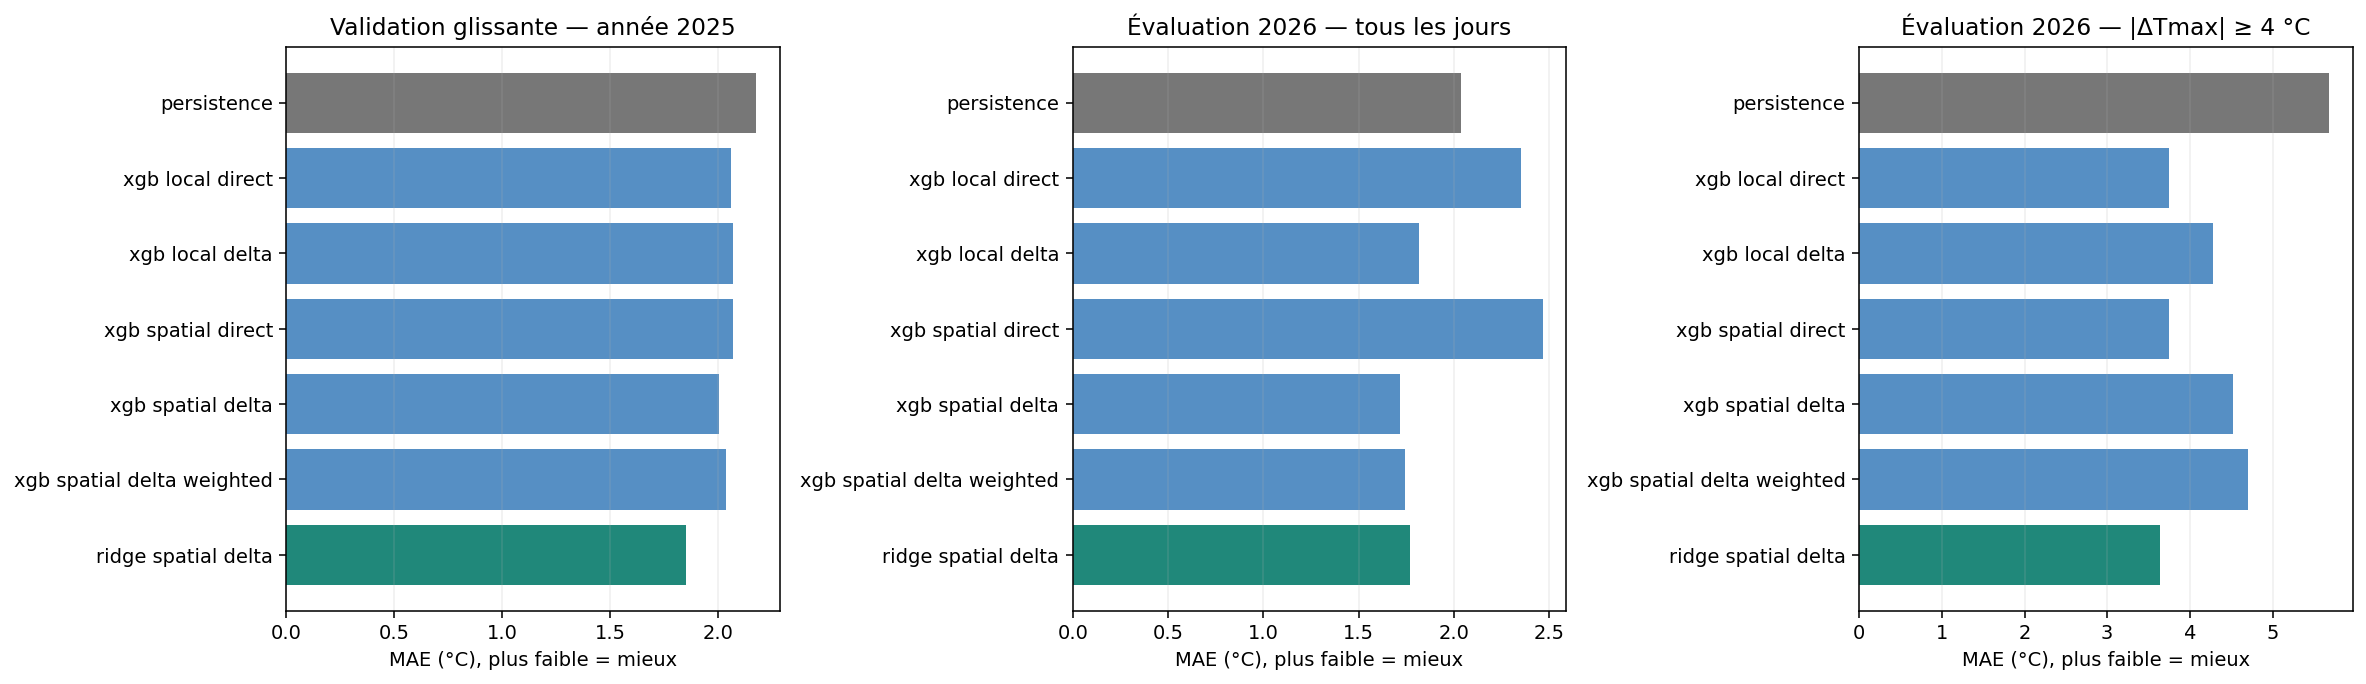 Validation glissante — année 2025
persistence
xgb local direct
xgb local delta
xgb spatial direct
xgb spatial delta
xgb spatial delta weighted
ridge spatial delta
0.0 0.5 1.0 1.5 2.0
MAE (°C), plus faible = mieux
Évaluation 2026 — tous les jours
persistence
xgb local direct
xgb local delta
xgb spatial direct
xgb spatial delta
xgb spatial delta weighted
ridge spatial delta
0.0 0.5 1.0 1.5 2.0 2.5
MAE (°C), plus faible = mieux
Évaluation 2026 — |ΔTmax| ≥ 4 °C
persistence
xgb local direct
xgb local delta
xgb spatial direct
xgb spatial delta
xgb spatial delta weighted
ridge spatial delta
0 1 2 3 4 5
MAE (°C), plus faible = mieux